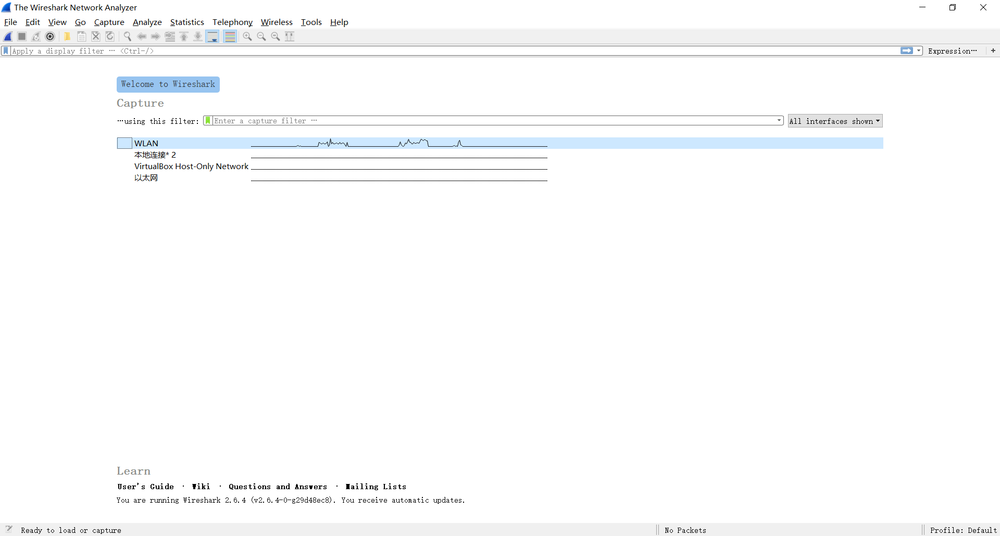 The Wireshark Network Analyzer
File Edit View Go Capture Analyze Statistics Telephony Wireless Tools Help
Apply a display filter … <Ctrl-/> Expression… +
Welcome to Wireshark
Capture
…using this filter: Enter a capture filter … All interfaces shown
WLAN
本地连接* 2
VirtualBox Host-Only Network
以太网
Learn
User's Guide · Wiki · Questions and Answers · Mailing Lists
You are running Wireshark 2.6.4 (v2.6.4-0-g29d48ec8). You receive automatic updates.
Ready to load or capture No Packets Profile: Default